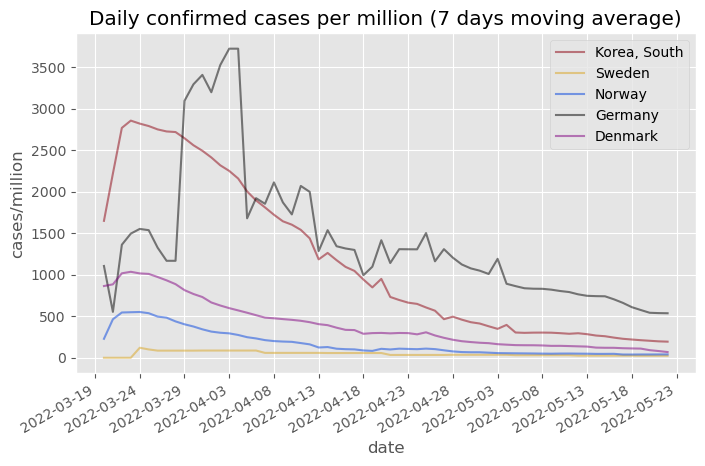 Daily confirmed cases per million (7 days moving average)
Korea, South
Sweden
Norway
Germany
Denmark
cases/million
3500
3000
2500
2000
1500
1000
500
0
2022-03-19
2022-03-24
2022-03-29
2022-04-03
2022-04-08
2022-04-13
2022-04-18
2022-04-23
2022-04-28
2022-05-03
2022-05-08
2022-05-13
2022-05-18
2022-05-23
date